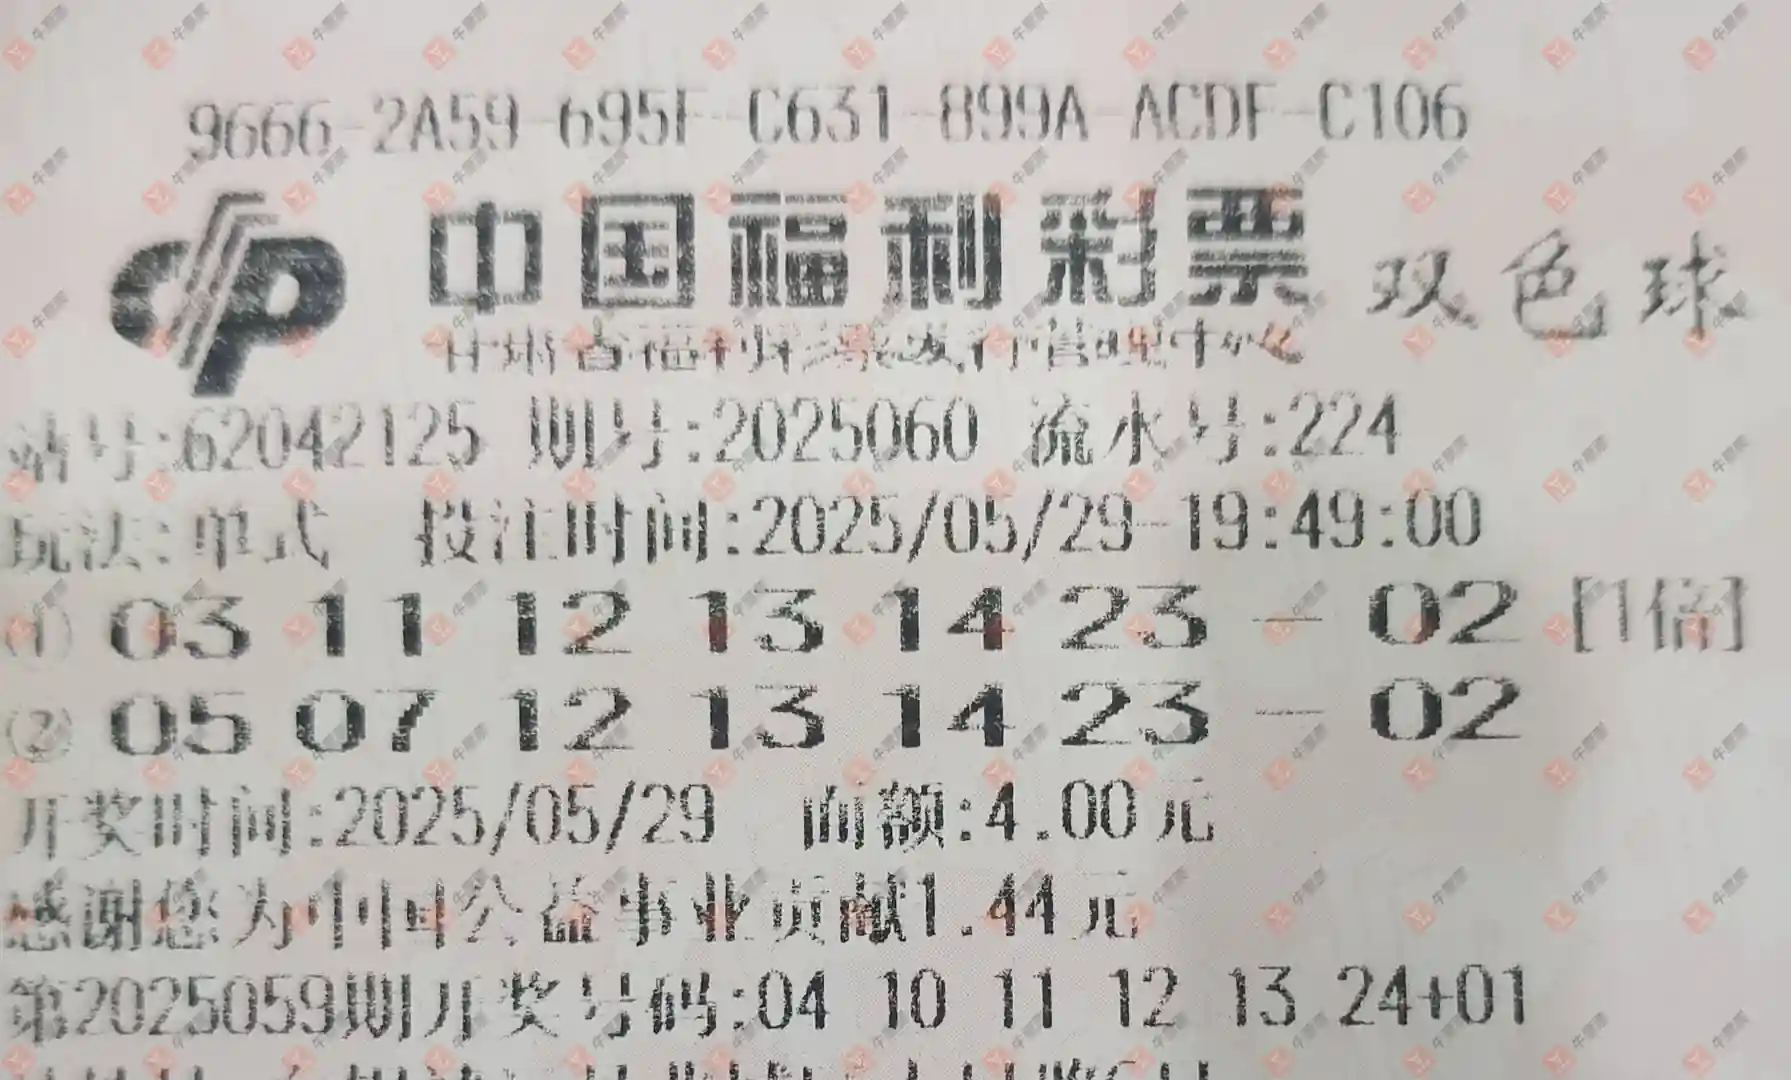 9666-2A59-695F-C631-899A-ACDF-C106
中国福利彩票 双色球
甘肃省福利彩票发行管理中心
站号:62042125 期号:2025060 流水号:224
玩法:单式 投注时间:2025/05/29-19:49:00
① 03 11 12 13 14 23 — 02 [1倍]
② 05 07 12 13 14 23 — 02
开奖时间:2025/05/29 面额:4.00元
感谢您为中国公益事业贡献1.44元
第2025059期开奖号码:04 10 11 12 13 24+01